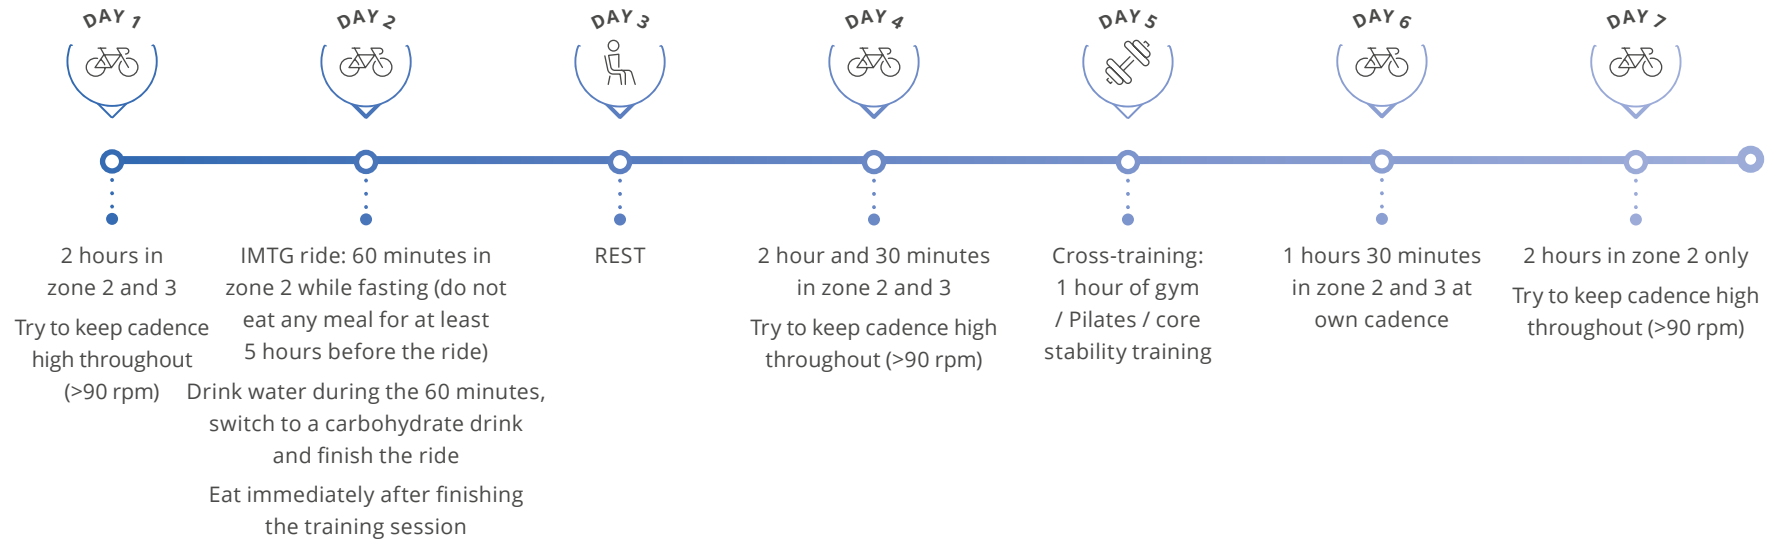 DAY 1
2 hours in
zone 2 and 3
Try to keep cadence
high throughout
(>90 rpm)
DAY 2
IMTG ride: 60 minutes in
zone 2 while fasting (do not
eat any meal for at least
5 hours before the ride)
Drink water during the 60 minutes,
switch to a carbohydrate drink
and finish the ride
Eat immediately after finishing
the training session
DAY 3
REST
DAY 4
2 hour and 30 minutes
in zone 2 and 3
Try to keep cadence high
throughout (>90 rpm)
DAY 5
Cross-training:
1 hour of gym
/ Pilates / core
stability training
DAY 6
1 hours 30 minutes
in zone 2 and 3 at
own cadence
DAY 7
2 hours in zone 2 only
Try to keep cadence high
throughout (>90 rpm)